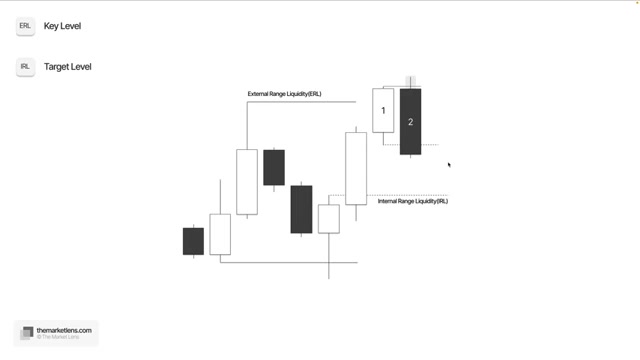 ERL Key Level
IRL Target Level
External Range Liquidity(ERL)
1
2
Internal Range Liquidity(IRL)
themarketlens.com
© The Market Lens